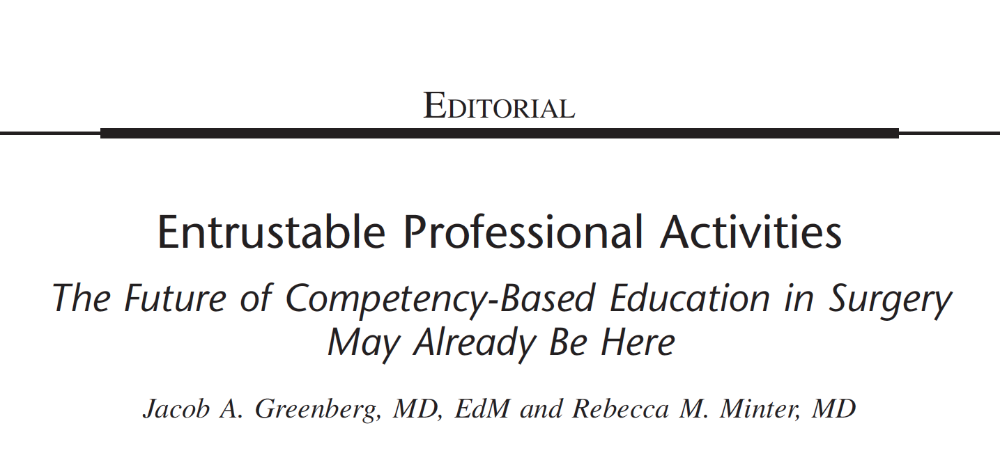 EDITORIAL
Entrustable Professional Activities
The Future of Competency-Based Education in Surgery
May Already Be Here
Jacob A. Greenberg, MD, EdM and Rebecca M. Minter, MD